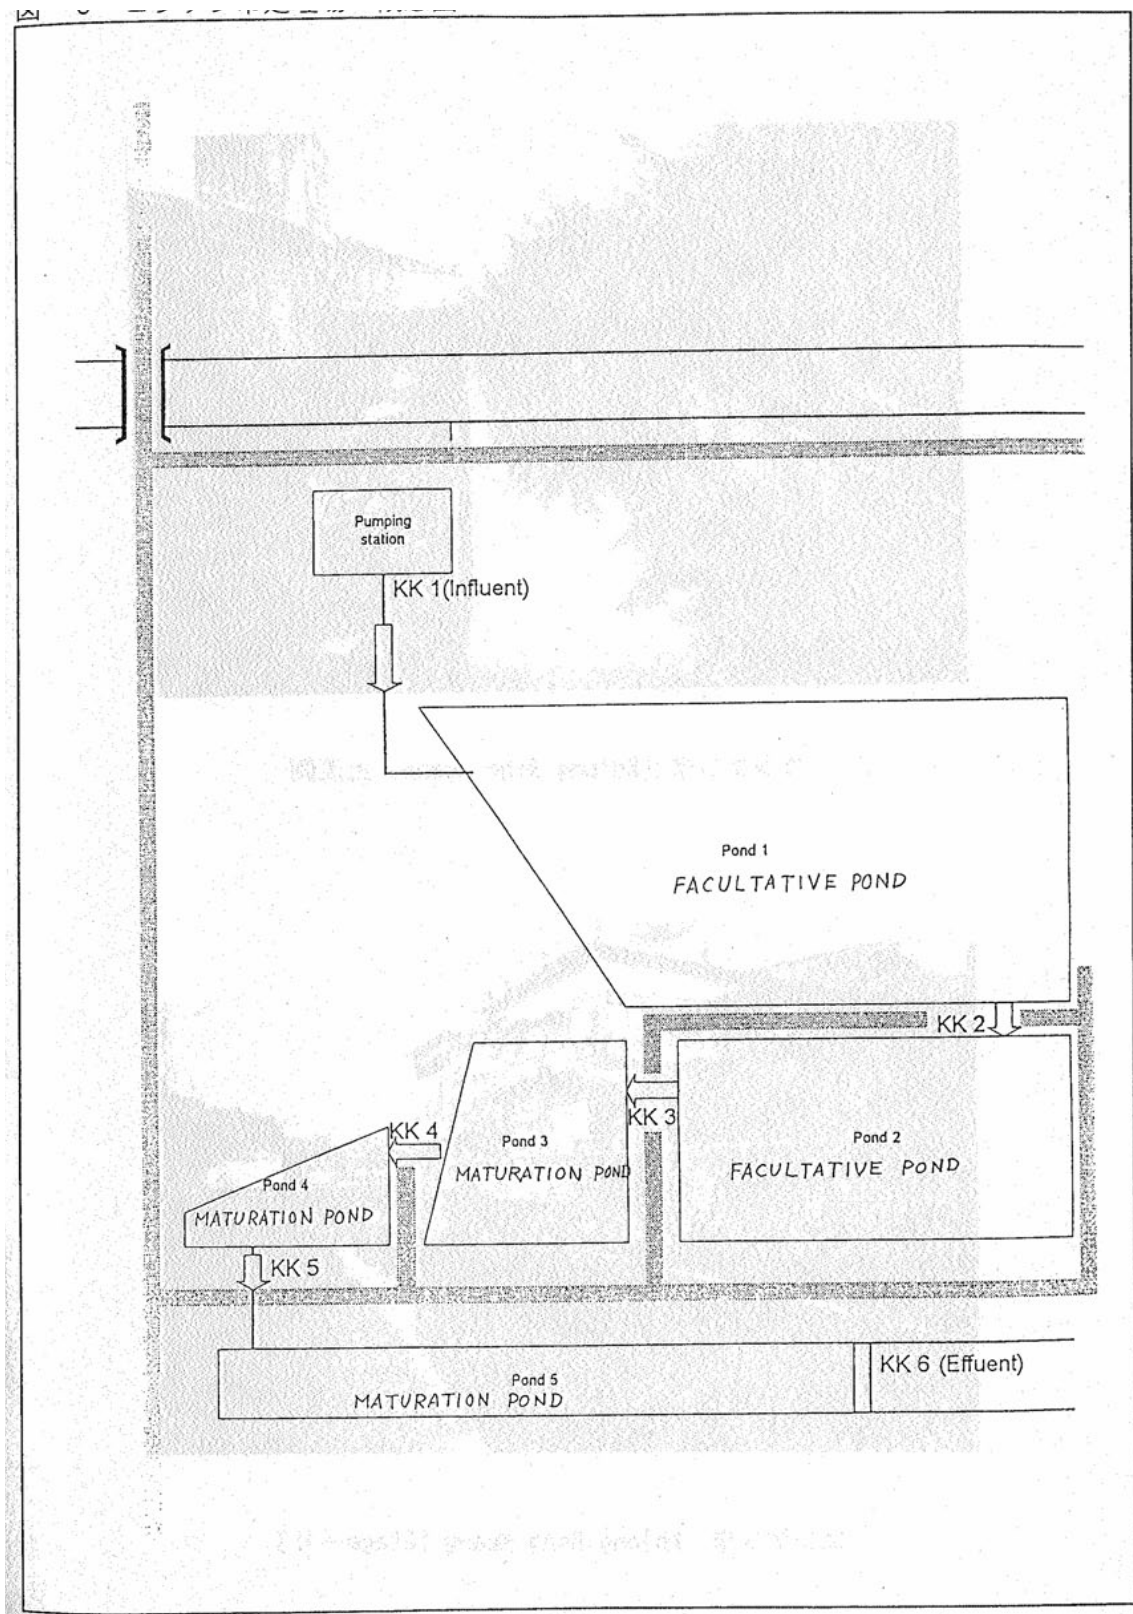 図
Pumping
station
KK 1(Influent)
Pond 1
FACULTATIVE POND
KK 2
KK 3
Pond 2
FACULTATIVE POND
Pond 3
MATURATION POND
KK 4
Pond 4
MATURATION POND
KK 5
Pond 5
MATURATION POND
KK 6 (Effuent)